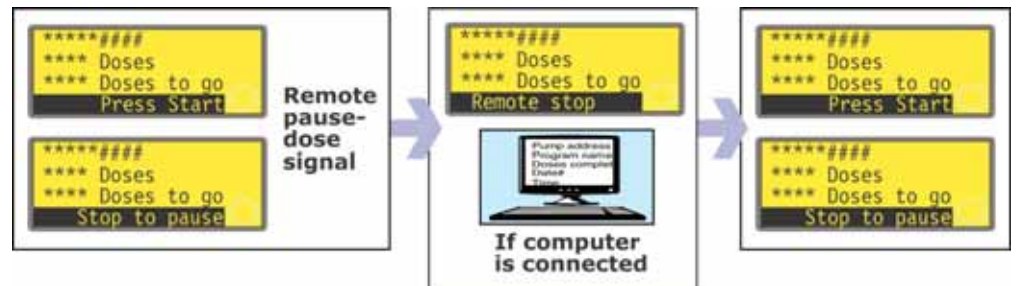 *****####
**** Doses
**** Doses to go
Press Start
*****####
**** Doses
**** Doses to go
Stop to pause
Remote
pause-
dose
signal
*****####
**** Doses
**** Doses to go
Remote stop
Pump address
Program name
Doses complet
Date#
Time
If computer
is connected
*****####
**** Doses
**** Doses to go
Press Start
*****####
**** Doses
**** Doses to go
Stop to pause